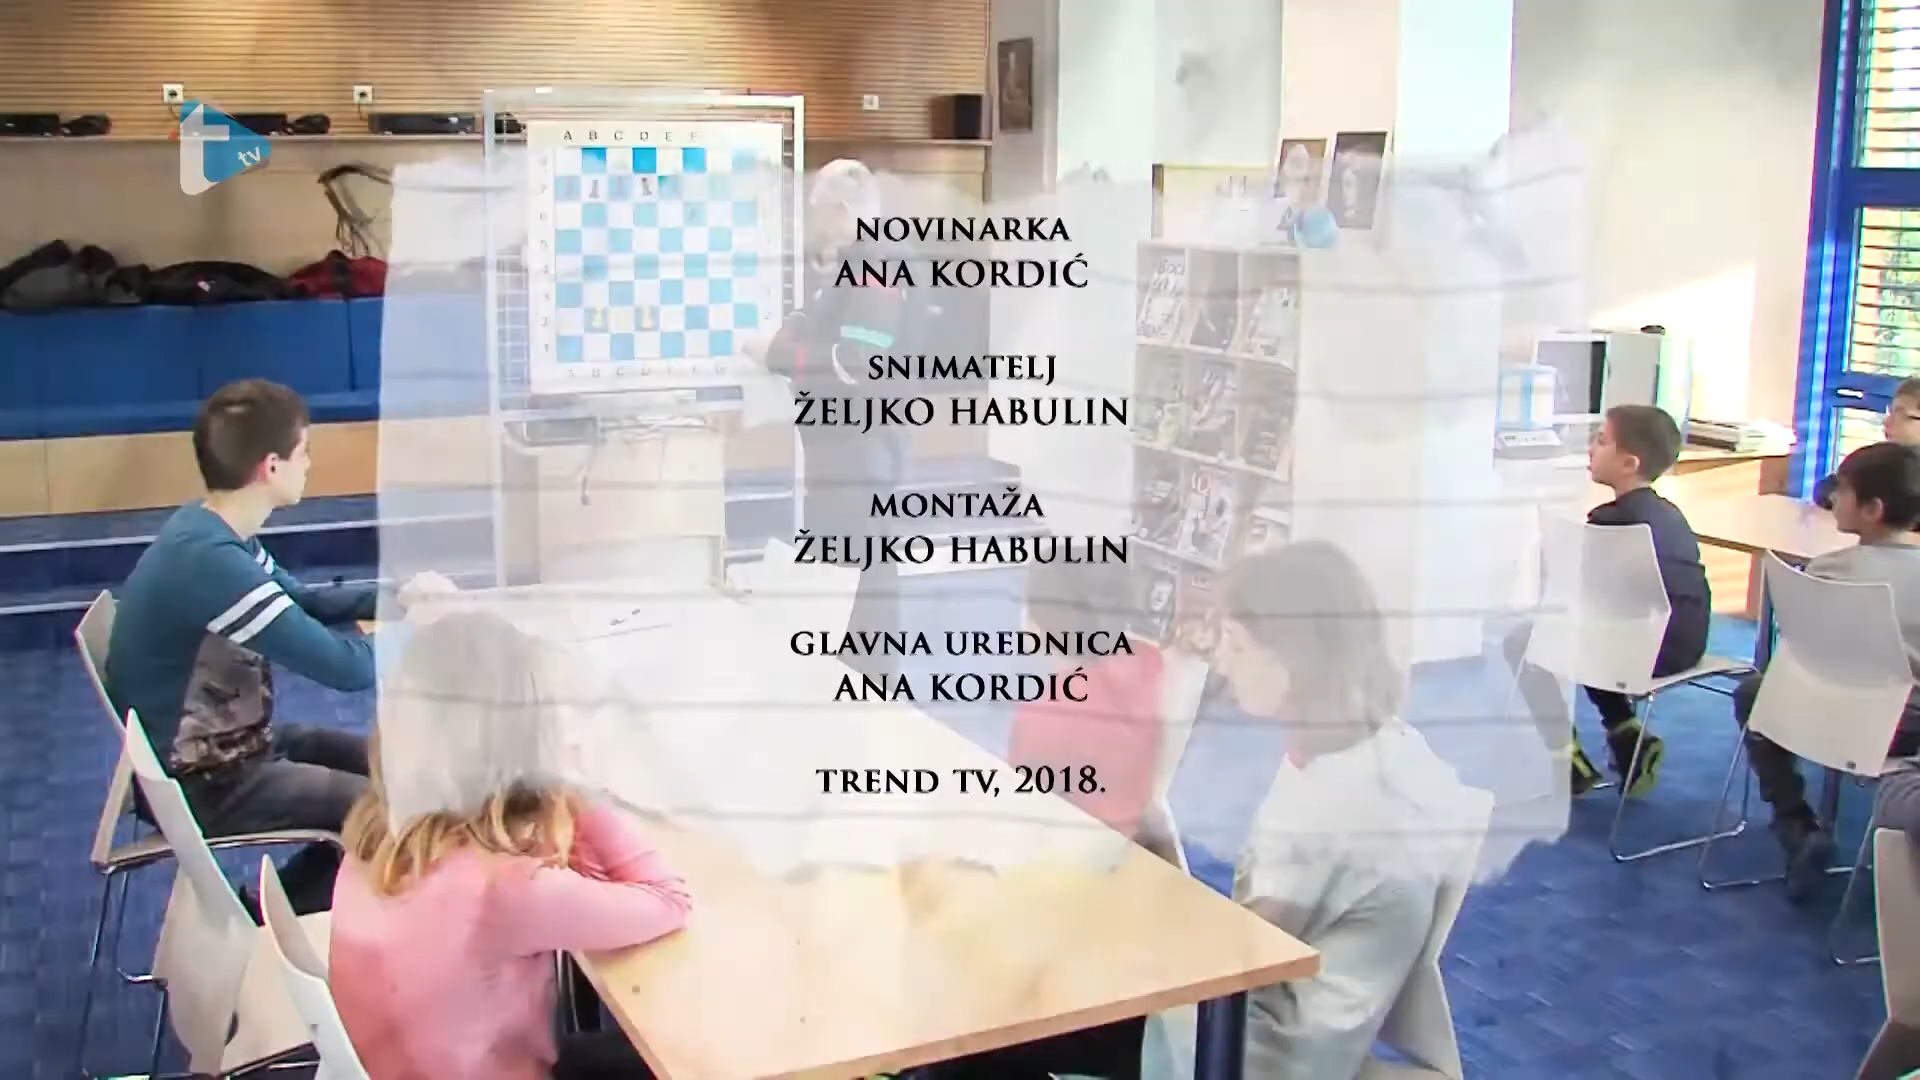 t tv
A B C D E F
NOVINARKA
ANA KORDIĆ
SNIMATELJ
ŽELJKO HABULIN
MONTAŽA
ŽELJKO HABULIN
GLAVNA UREDNICA
ANA KORDIĆ
TREND TV, 2018.